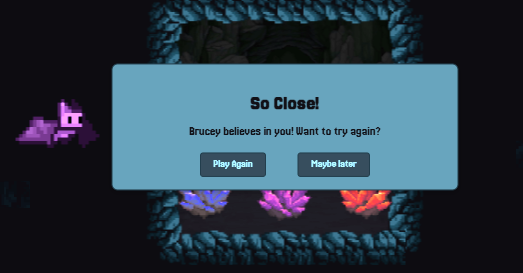 So Close!
Brucey believes in you! Want to try again?
Play Again
Maybe later